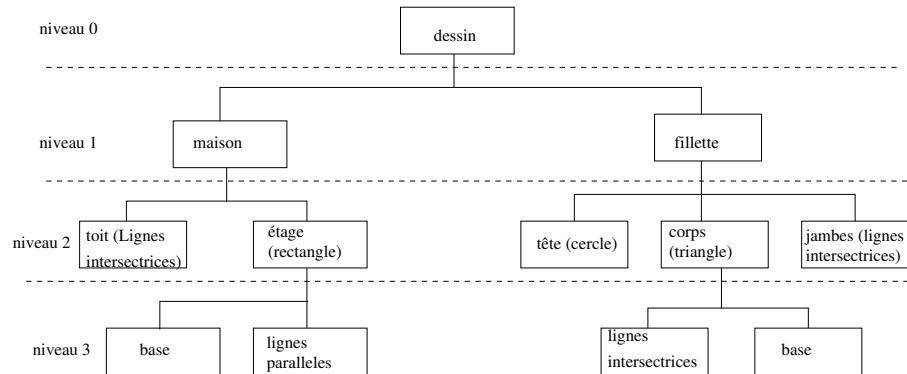 niveau 0
dessin
niveau 1
maison
fillette
niveau 2
toit (Lignes
intersectrices)
étage
(rectangle)
tête (cercle)
corps
(triangle)
jambes (lignes
intersectrices)
niveau 3
base
lignes
paralleles
lignes
intersectrices
base